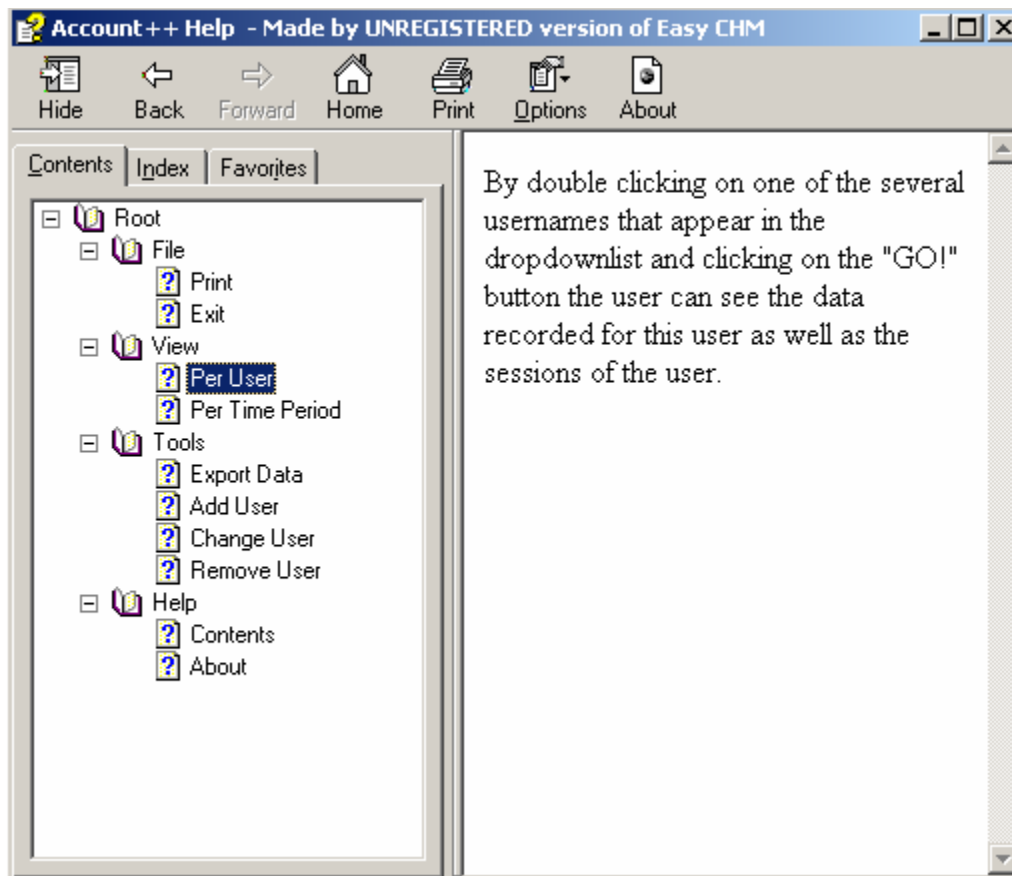 Account++ Help - Made by UNREGISTERED version of Easy CHM
Hide Back Forward Home Print Options About
Contents Index Favorites
Root
File
Print
Exit
View
Per User
Per Time Period
Tools
Export Data
Add User
Change User
Remove User
Help
Contents
About
By double clicking on one of the several
usernames that appear in the
dropdownlist and clicking on the "GO!"
button the user can see the data
recorded for this user as well as the
sessions of the user.